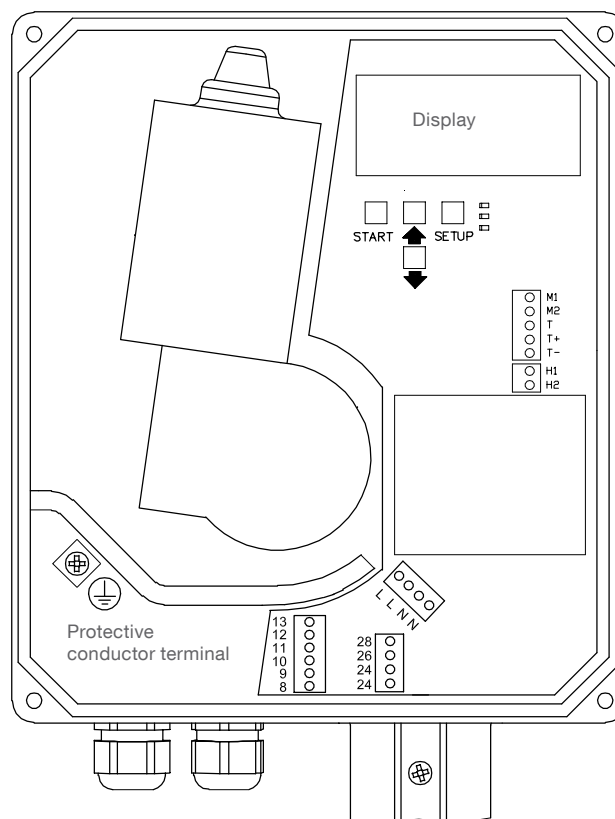 Display
START
SETUP
M1
M2
T
T+
T-
H1
H2
L L N N
Protective
conductor terminal
13
12
11
10
9
8
28
26
24
24